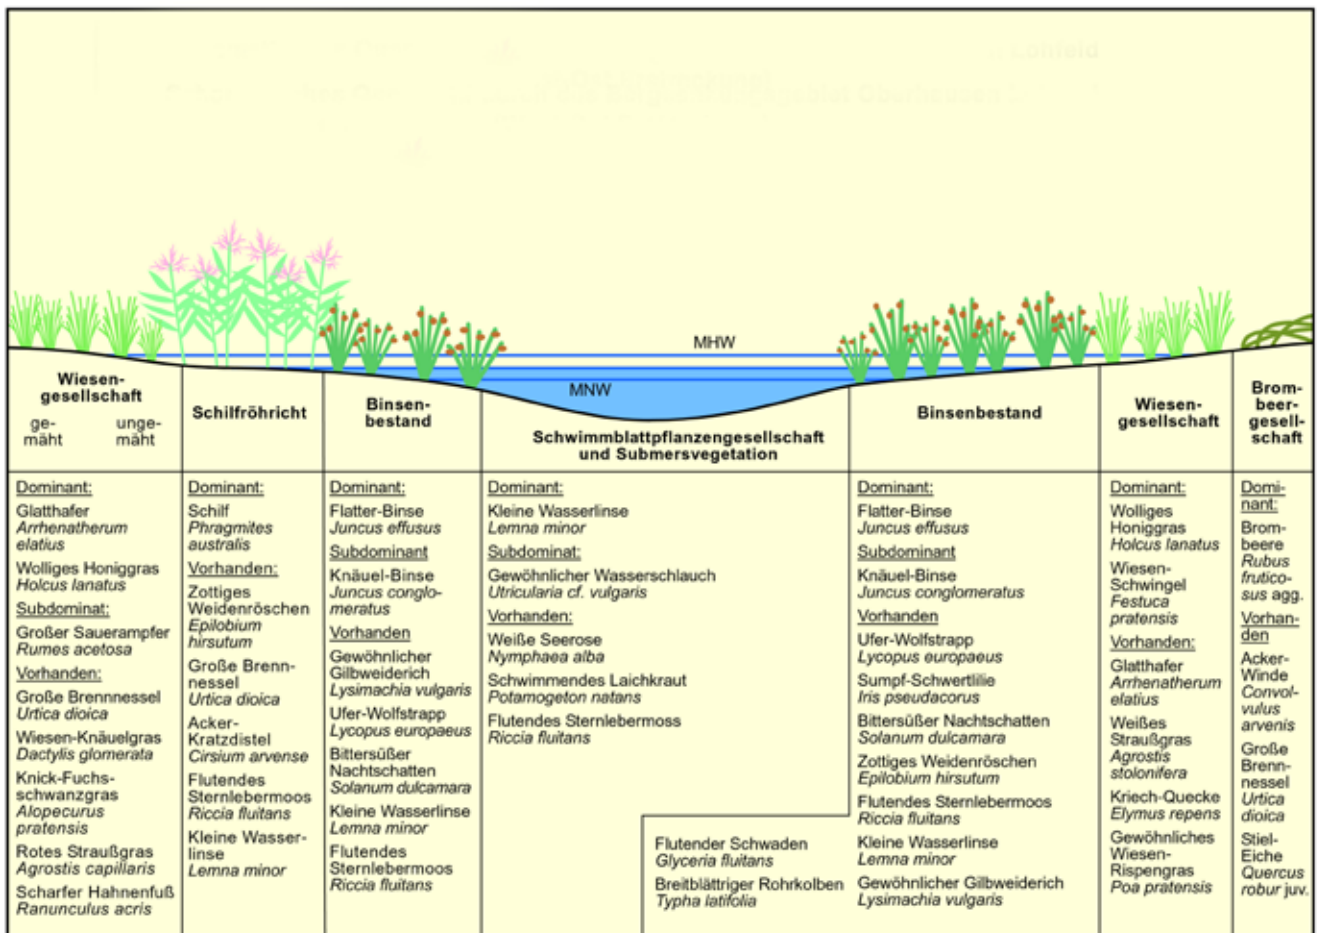 MHW
MNW
Wiesen-
gesellschaft
ge-
mäht
unge-
mäht
Schilfröhricht
Binsen-
bestand
Schwimmblattpflanzengesellschaft
und Submersvegetation
Binsenbestand
Wiesen-
gesellschaft
Brom-
beer-
gesell-
schaft
Dominant:
Glatthafer
Arrhenatherum
elatius
Wolliges Honiggras
Holcus lanatus
Subdominat:
Großer Sauerampfer
Rumes acetosa
Vorhanden:
Große Brennnessel
Urtica dioica
Wiesen-Knäuelgras
Dactylis glomerata
Knick-Fuchs-
schwanzgras
Alopecurus
pratensis
Rotes Straußgras
Agrostis capillaris
Scharfer Hahnenfuß
Ranunculus acris
Dominant:
Schilf
Phragmites
australis
Vorhanden:
Zottiges
Weidenröschen
Epilobium
hirsutum
Große Brenn-
nessel
Urtica dioica
Acker-
Kratzdistel
Cirsium arvense
Flutendes
Sternlebermoos
Riccia fluitans
Kleine Wasser-
linse
Lemna minor
Dominant:
Flatter-Binse
Juncus effusus
Subdominant
Knäuel-Binse
Juncus conglo-
meratus
Vorhanden
Gewöhnlicher
Gilbweiderich
Lysimachia vulgaris
Ufer-Wolfstrapp
Lycopus europaeus
Bittersüßer
Nachtschatten
Solanum dulcamara
Kleine Wasserlinse
Lemna minor
Flutendes
Sternlebermoos
Riccia fluitans
Dominant:
Kleine Wasserlinse
Lemna minor
Subdominat:
Gewöhnlicher Wasserschlauch
Utricularia cf. vulgaris
Vorhanden:
Weiße Seerose
Nymphaea alba
Schwimmendes Laichkraut
Potamogeton natans
Flutendes Sternlebermoss
Riccia fluitans
Dominant:
Flatter-Binse
Juncus effusus
Subdominant
Knäuel-Binse
Juncus conglomeratus
Vorhanden
Ufer-Wolfstrapp
Lycopus europaeus
Sumpf-Schwertlilie
Iris pseudacorus
Bittersüßer Nachtschatten
Solanum dulcamara
Zottiges Weidenröschen
Epilobium hirsutum
Flutendes Sternlebermoos
Riccia fluitans
Kleine Wasserlinse
Lemna minor
Gewöhnlicher Gilbweiderich
Lysimachia vulgaris
Flutender Schwaden
Glyceria fluitans
Breitblättriger Rohrkolben
Typha latifolia
Dominant:
Wolliges
Honiggras
Holcus lanatus
Wiesen-
Schwingel
Festuca
pratensis
Vorhanden:
Glatthafer
Arrhenatherum
elatius
Weißes
Straußgras
Agrostis
stolonifera
Kriech-Quecke
Elymus repens
Gewöhnliches
Wiesen-
Rispengras
Poa pratensis
Domi-
nant:
Brom-
beere
Rubus
frutico-
sus agg.
Vorhan-
den
Acker-
Winde
Convol-
vulus
arvenis
Große
Brenn-
nessel
Urtica
dioica
Stiel-
Eiche
Quercus
robur juv.